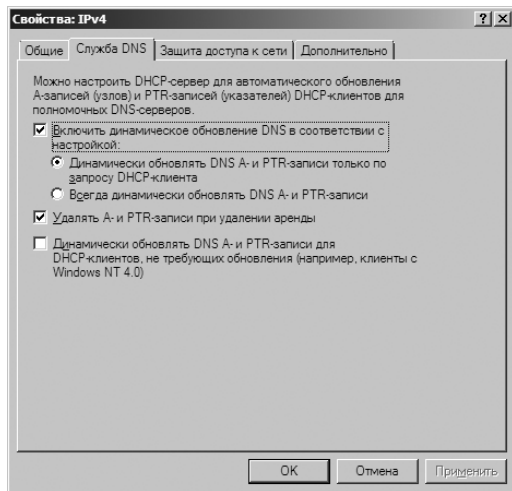 Свойства: IPv4
Общие
Служба DNS
Защита доступа к сети
Дополнительно
Можно настроить DHCP-сервер для автоматического обновления
A-записей (узлов) и PTR-записей (указателей) DHCP-клиентов для
полномочных DNS-серверов.
Включить динамическое обновление DNS в соответствии с
настройкой:
Динамически обновлять DNS A- и PTR-записи только по
запросу DHCP-клиента
Всегда динамически обновлять DNS A- и PTR-записи
Удалять A- и PTR-записи при удалении аренды
Динамически обновлять DNS A- и PTR-записи для
DHCP-клиентов, не требующих обновления (например, клиенты с
Windows NT 4.0)
OK
Отмена
Применить